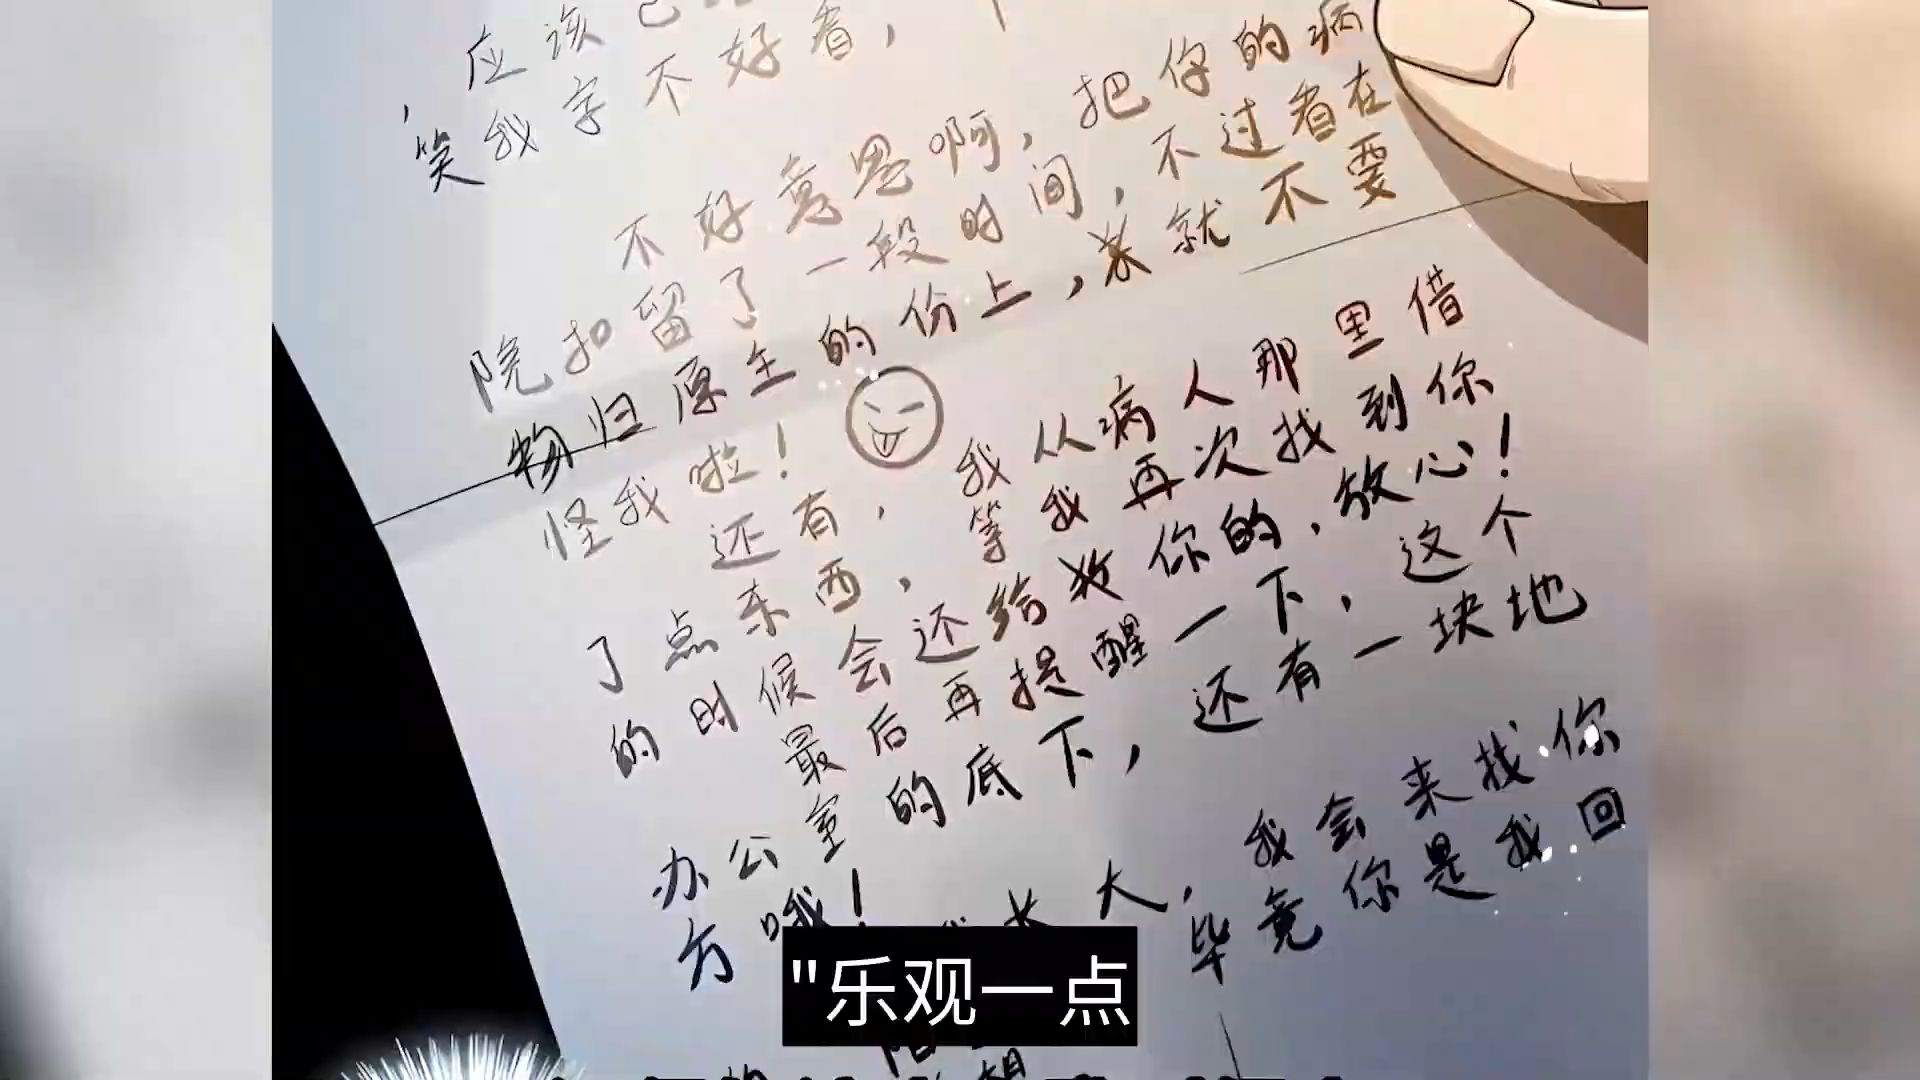 , 应该
笑我字不好看,
不好意思啊, 把你的病
院扣留了一段时间, 不过看在
物归原主的份上, 就不要
怪我啦!
还有, 我从病人那里借
了点东西, 等我再次找到你
的时候会还给你的, 放心!
最后再提醒一下, 这个
办公室的底下, 还有一块地
方哦!
长大, 我会来找你
毕竟你是我回
"乐观一点